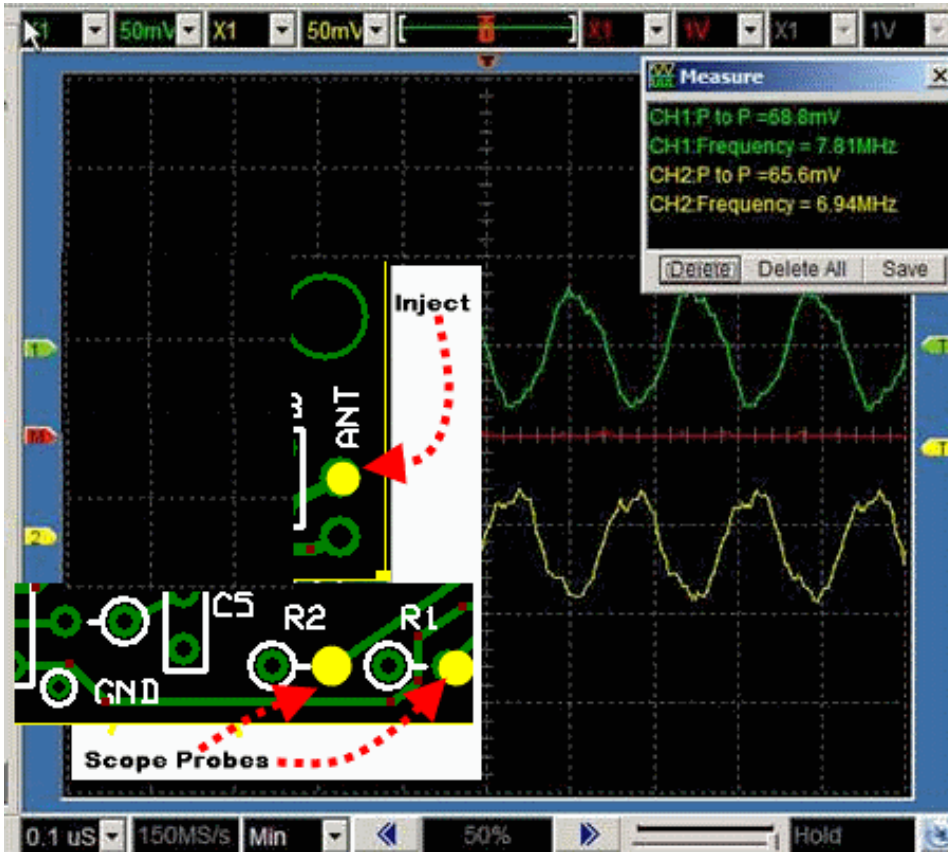 50mV X1 50mV X1 1V X1 1V
Measure
CH1:P to P =68.8mV
CH1:Frequency = 7.81MHz
CH2:P to P =65.6mV
CH2:Frequency = 6.94MHz
Delete Delete All Save
Inject
ANT
1
T
M
T
2
C5
R2
R1
GND
Scope Probes
0.1 uS 150MS/s Min 50% Hold